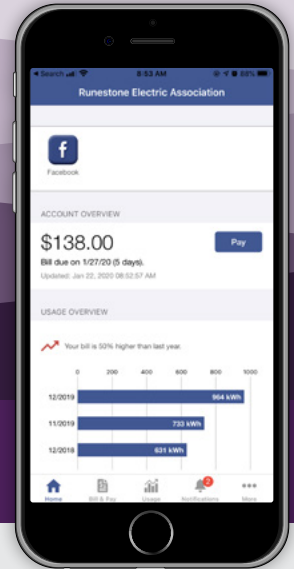 Search 8:53 AM 88%
Runestone Electric Association
f
Facebook
ACCOUNT OVERVIEW
$138.00
Pay
Bill due on 1/27/20 (5 days).
Updated: Jan 22, 2020 08:52:57 AM
USAGE OVERVIEW
Your bill is 50% higher than last year.
0 200 400 600 800 1000
12/2019 964 kWh
11/2019 733 kWh
12/2018 631 kWh
2
Home Bill & Pay Usage Notifications More